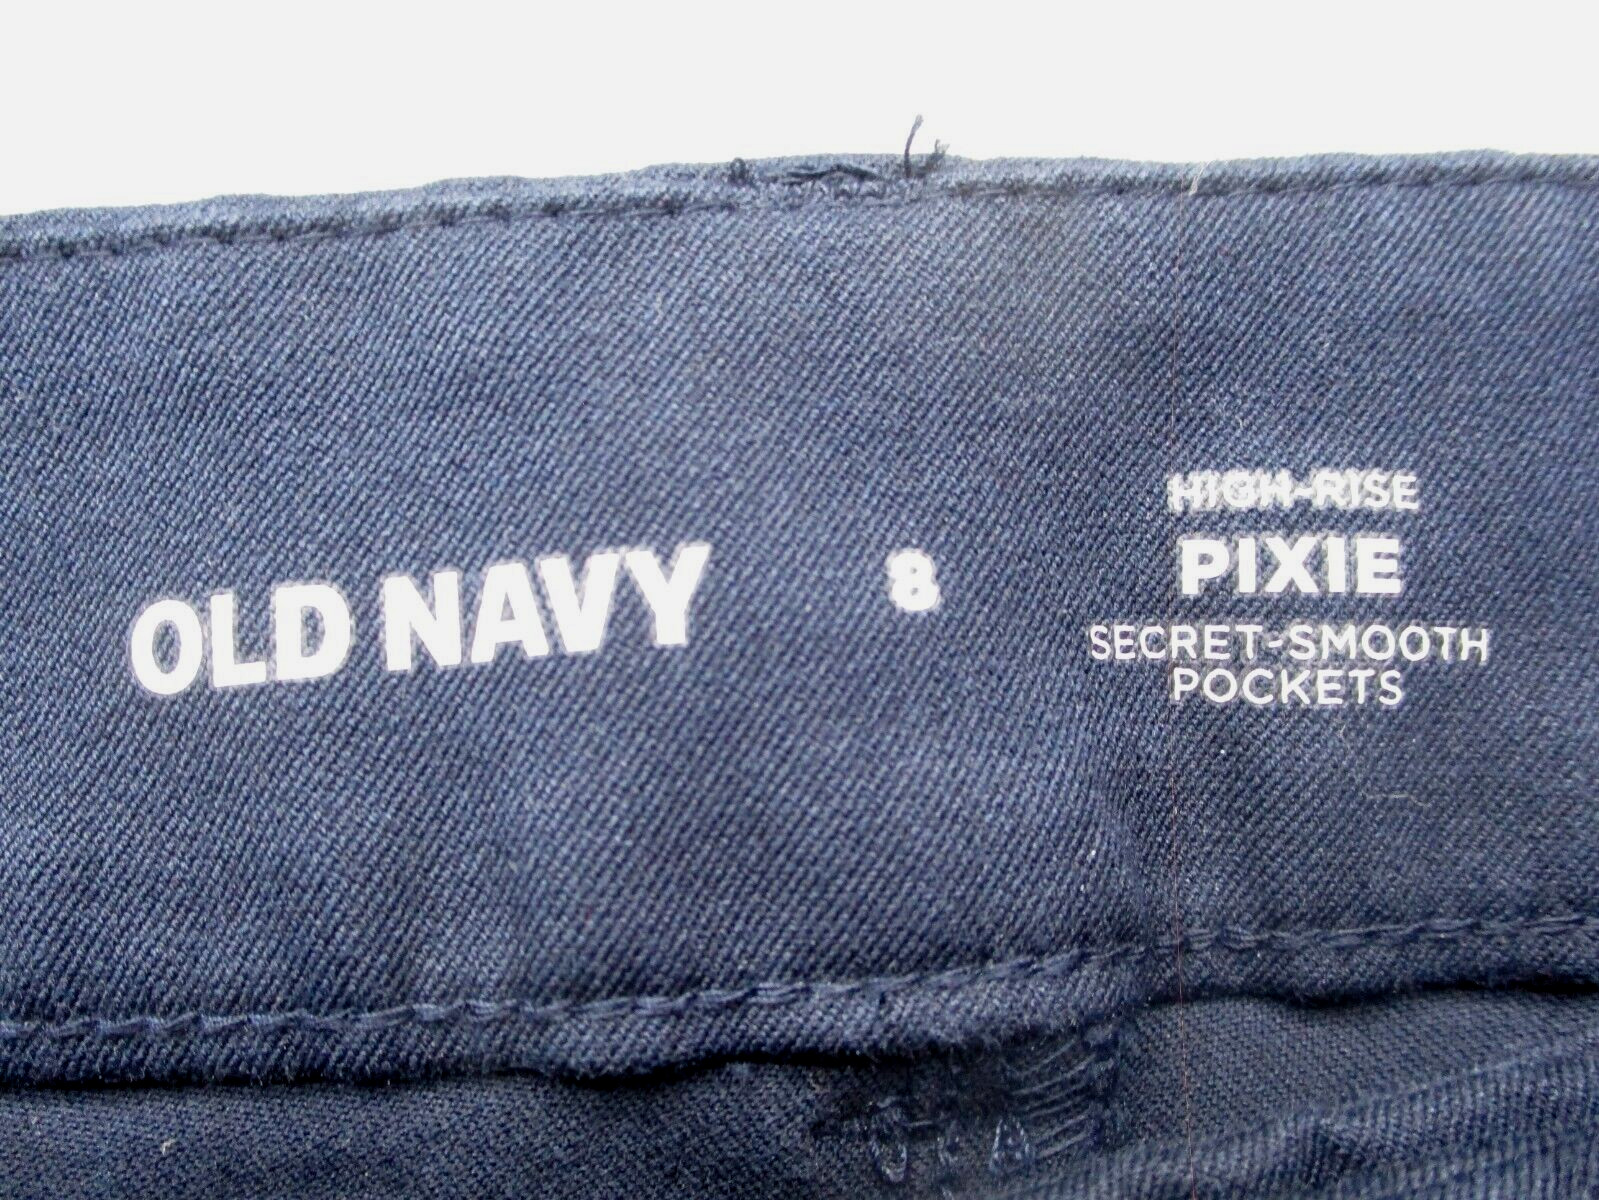 OLD NAVY
8
HIGH-RISE
PIXIE
SECRET-SMOOTH
POCKETS